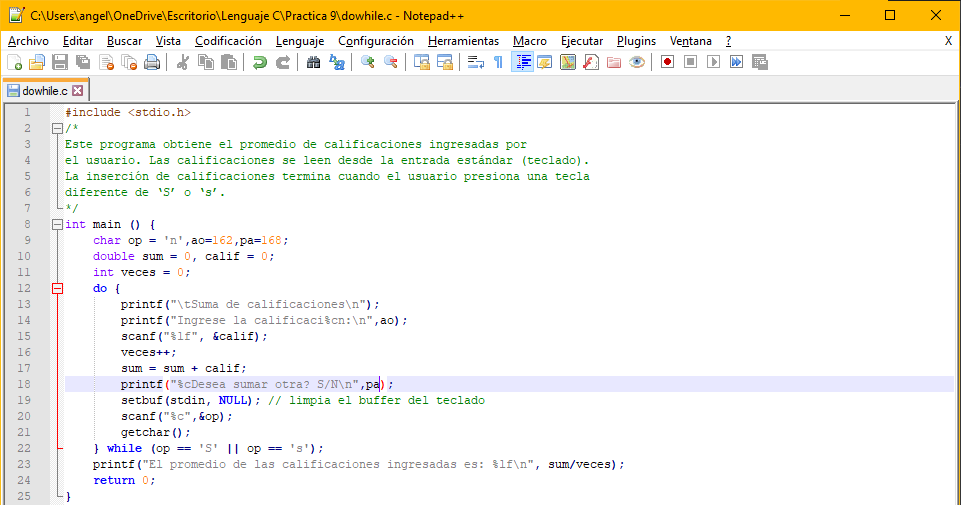 C:\Users\angel\OneDrive\Escritorio\Lenguaje C\Practica 9\dowhile.c - Notepad++
Archivo Editar Buscar Vista Codificación Lenguaje Configuración Herramientas Macro Ejecutar Plugins Ventana ? X
dowhile.c
1 #include <stdio.h>
2 /*
3 Este programa obtiene el promedio de calificaciones ingresadas por
4 el usuario. Las calificaciones se leen desde la entrada estándar (teclado).
5 La inserción de calificaciones termina cuando el usuario presiona una tecla
6 diferente de ‘S’ o ‘s’.
7 */
8 int main () {
9 char op = 'n',ao=162,pa=168;
10 double sum = 0, calif = 0;
11 int veces = 0;
12 do {
13 printf("\tSuma de calificaciones\n");
14 printf("Ingrese la calificaci%cn:\n",ao);
15 scanf("%lf", &calif);
16 veces++;
17 sum = sum + calif;
18 printf("%cDesea sumar otra? S/N\n",pa);
19 setbuf(stdin, NULL); // limpia el buffer del teclado
20 scanf("%c",&op);
21 getchar();
22 } while (op == 'S' || op == 's');
23 printf("El promedio de las calificaciones ingresadas es: %lf\n", sum/veces);
24 return 0;
25 }